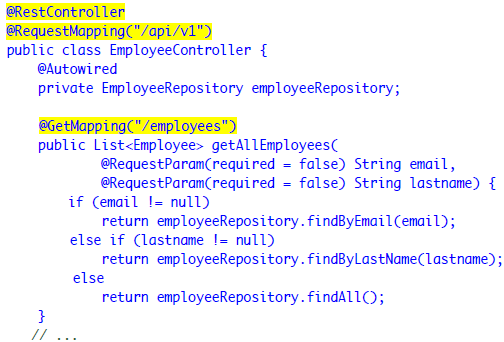 @RestController
@RequestMapping("/api/v1")
public class EmployeeController {
    @Autowired
    private EmployeeRepository employeeRepository;
    @GetMapping("/employees")
    public List<Employee> getAllEmployees(
            @RequestParam(required = false) String email,
            @RequestParam(required = false) String lastname) {
        if (email != null)
            return employeeRepository.findByEmail(email);
        else if (lastname != null)
            return employeeRepository.findByLastName(lastname);
        else
            return employeeRepository.findAll();
    }
   // ...